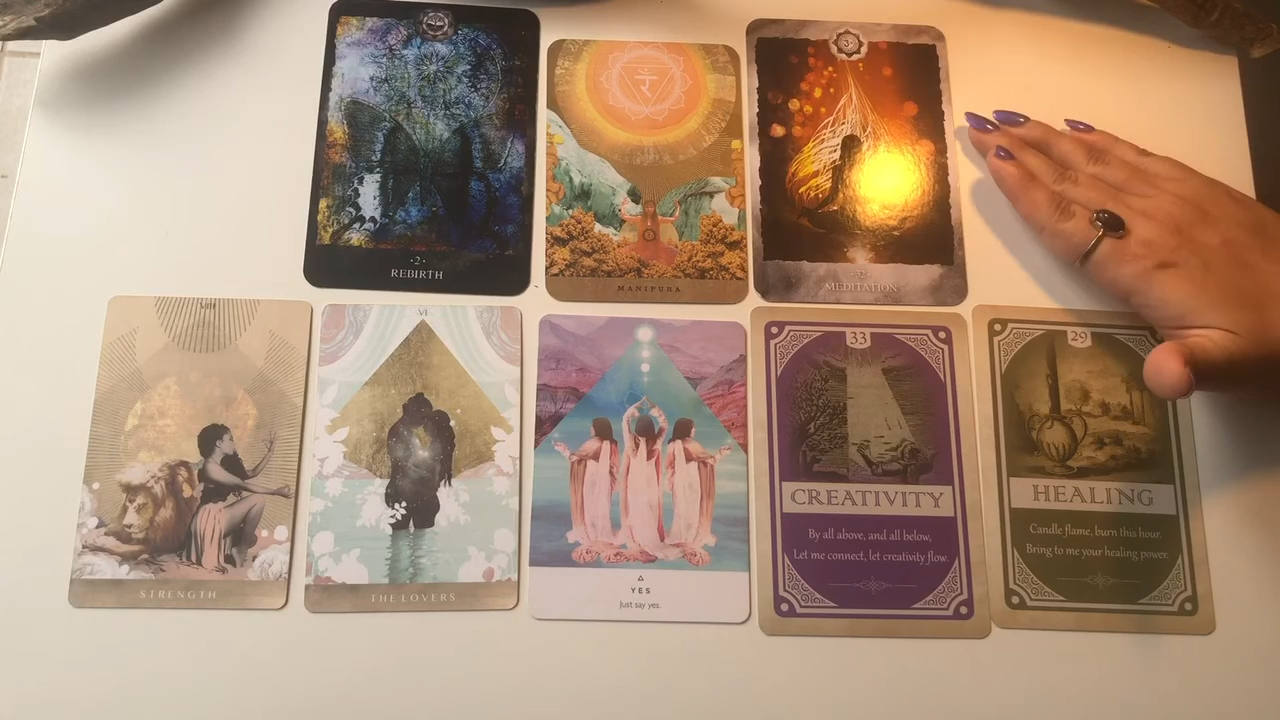 ·2·
REBIRTH
MANIPURA
3
·32·
MEDITATION
VIII
STRENGTH
VI
THE LOVERS
YES
Just say yes.
33
CREATIVITY
By all above, and all below,
Let me connect, let creativity flow.
29
HEALING
Candle flame, burn this hour.
Bring to me your healing power.